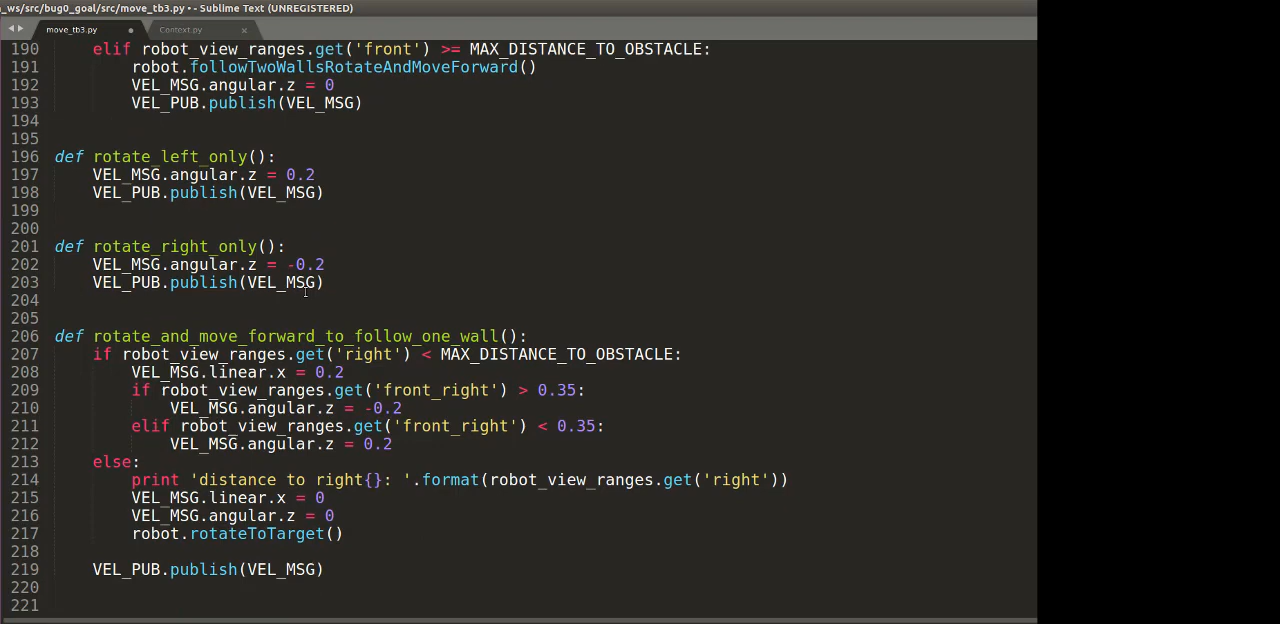 _ws/src/bug0_goal/src/move_tb3.py • - Sublime Text (UNREGISTERED)
move_tb3.py Context.py
190 elif robot_view_ranges.get('front') >= MAX_DISTANCE_TO_OBSTACLE:
191 robot.followTwoWallsRotateAndMoveForward()
192 VEL_MSG.angular.z = 0
193 VEL_PUB.publish(VEL_MSG)
194
195
196 def rotate_left_only():
197 VEL_MSG.angular.z = 0.2
198 VEL_PUB.publish(VEL_MSG)
199
200
201 def rotate_right_only():
202 VEL_MSG.angular.z = -0.2
203 VEL_PUB.publish(VEL_MSG)
204
205
206 def rotate_and_move_forward_to_follow_one_wall():
207 if robot_view_ranges.get('right') < MAX_DISTANCE_TO_OBSTACLE:
208 VEL_MSG.linear.x = 0.2
209 if robot_view_ranges.get('front_right') > 0.35:
210 VEL_MSG.angular.z = -0.2
211 elif robot_view_ranges.get('front_right') < 0.35:
212 VEL_MSG.angular.z = 0.2
213 else:
214 print 'distance to right{}: '.format(robot_view_ranges.get('right'))
215 VEL_MSG.linear.x = 0
216 VEL_MSG.angular.z = 0
217 robot.rotateToTarget()
218
219 VEL_PUB.publish(VEL_MSG)
220
221